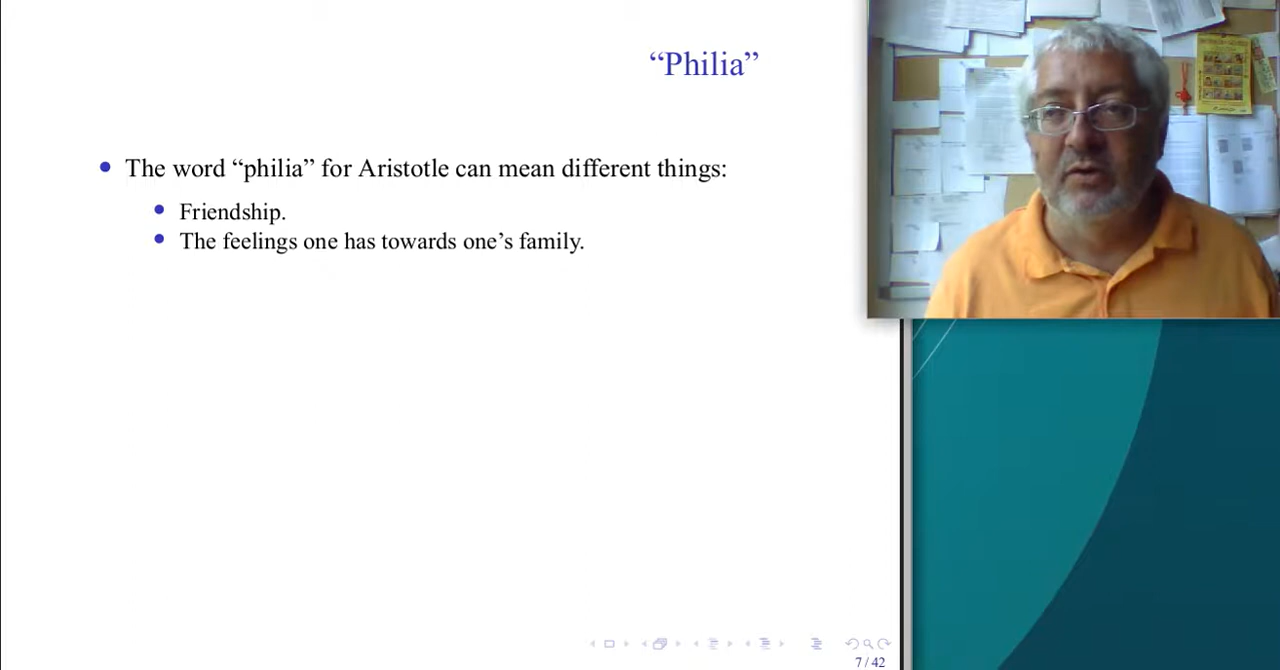 “Philia”
The word “philia” for Aristotle can mean different things:
Friendship.
The feelings one has towards one’s family.
7 / 42